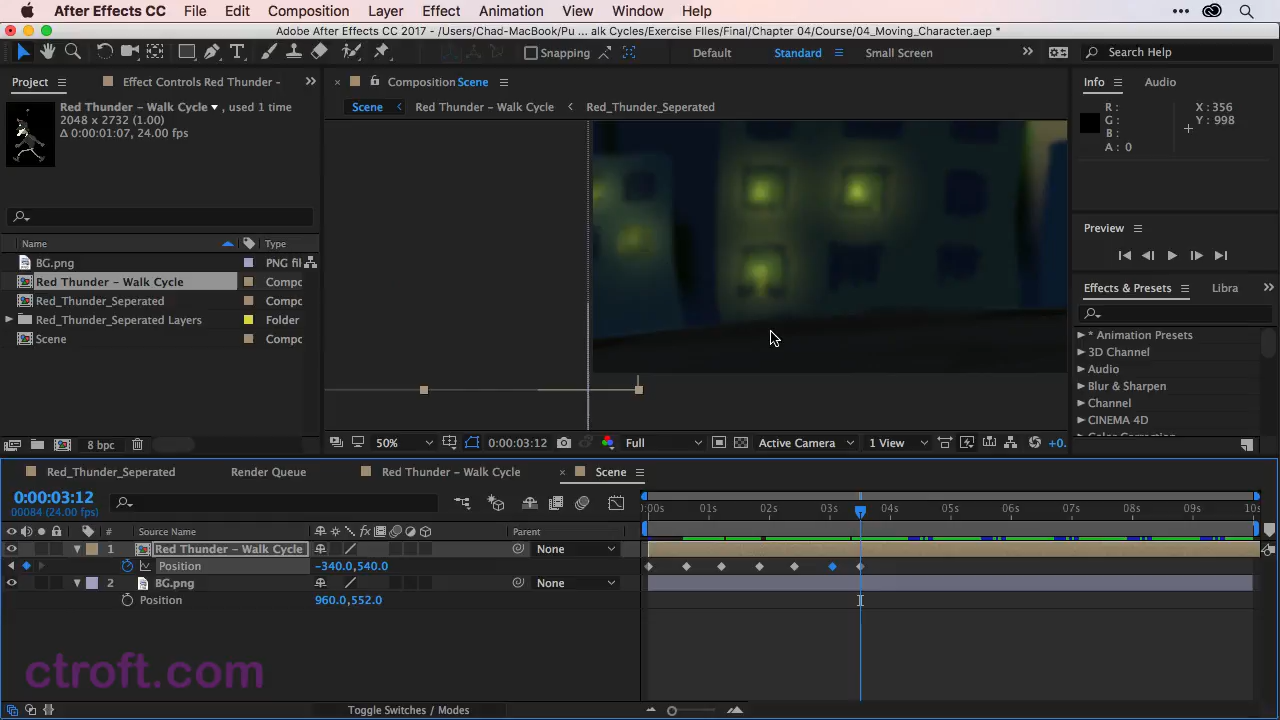 After Effects CC File Edit Composition Layer Effect Animation View Window Help
Adobe After Effects CC 2017 - /Users/Chad-MacBook/Pu ... alk Cycles/Exercise FIles/Final/Chapter 04/Course/04_Moving_Character.aep *
Snapping Default Standard Small Screen » Search Help
Project Effect Controls Red Thunder - » Composition Scene Info Audio
Red Thunder - Walk Cycle ▼, used 1 time
2048 x 2732 (1.00)
Δ 0:00:01:07, 24.00 fps
Scene Red Thunder - Walk Cycle Red_Thunder_Seperated
R: X: 356
G: Y: 998
B:
A: 0
Preview
Effects & Presets Libra »
* Animation Presets
3D Channel
Audio
Blur & Sharpen
Channel
CINEMA 4D
Color Correction
Name Type
BG.png PNG fil
Red Thunder - Walk Cycle Compo
Red_Thunder_Seperated Compo
Red_Thunder_Seperated Layers Folder
Scene Compo
8 bpc
50% 0:00:03:12 Full Active Camera 1 View +0.
Red_Thunder_Seperated Render Queue Red Thunder - Walk Cycle × Scene
0:00:03:12
00084 (24.00 fps)
:00s 01s 02s 03s 04s 05s 06s 07s 08s 09s 10s
# Source Name fx Parent
1 Red Thunder - Walk Cycle None
Position -340.0,540.0
2 BG.png None
Position 960.0,552.0
ctroft.com
Toggle Switches / Modes